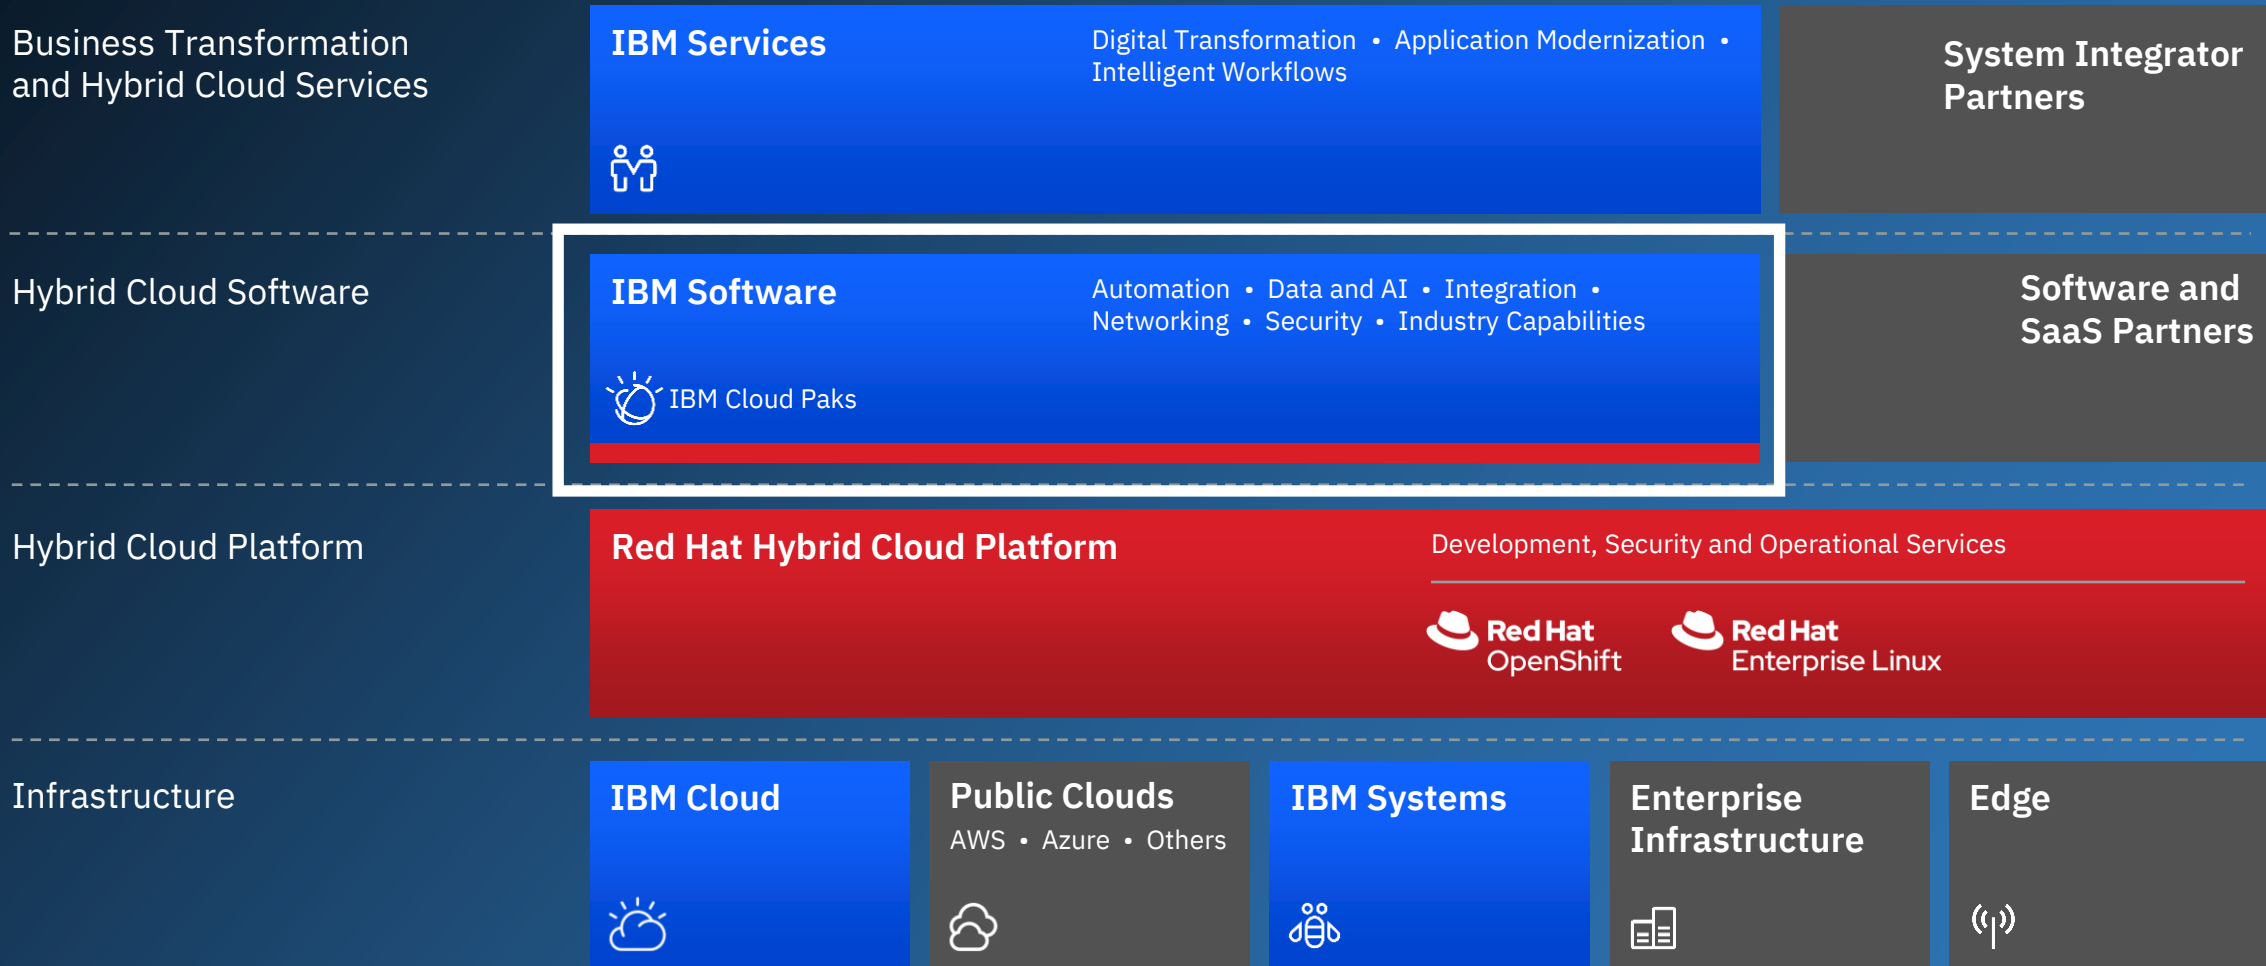 Business Transformation
and Hybrid Cloud Services
IBM Services
Digital Transformation • Application Modernization •
Intelligent Workflows
System Integrator
Partners
Hybrid Cloud Software
IBM Software
Automation • Data and AI • Integration •
Networking • Security • Industry Capabilities
IBM Cloud Paks
Software and
SaaS Partners
Hybrid Cloud Platform
Red Hat Hybrid Cloud Platform
Development, Security and Operational Services
Red Hat
OpenShift
Red Hat
Enterprise Linux
Infrastructure
IBM Cloud
Public Clouds
AWS • Azure • Others
IBM Systems
Enterprise
Infrastructure
Edge